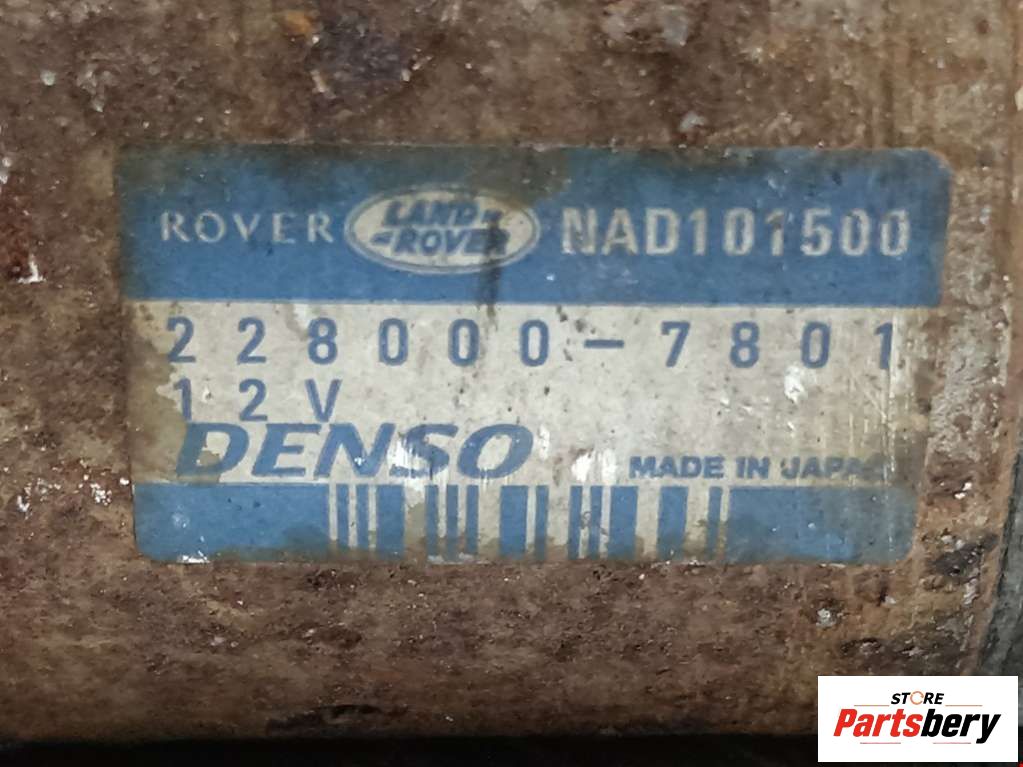 ROVER LAND-ROVER NAD101500
228000-7801
12V
DENSO MADE IN JAPAN
STORE
Partsbery